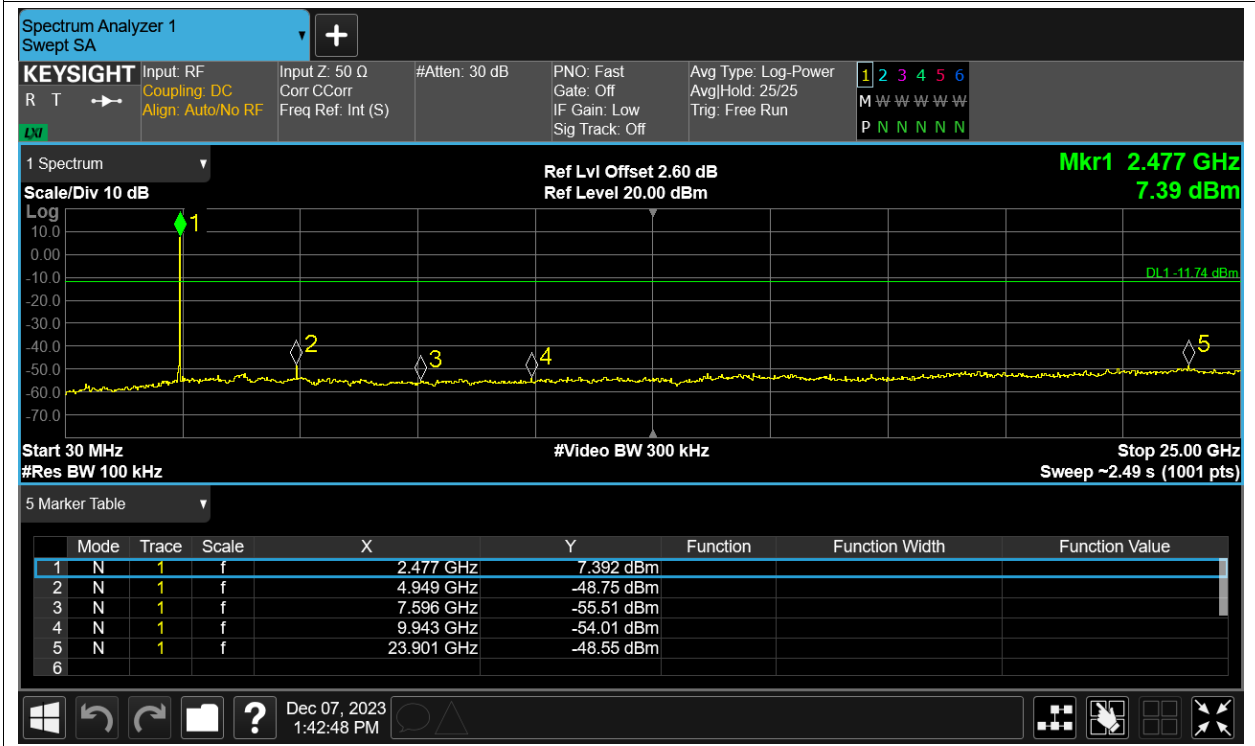 Spectrum Analyzer 1
Swept SA
KEYSIGHT
R T
LXI
Input: RF
Coupling: DC
Align: Auto/No RF
Input Z: 50 Ω
Corr CCorr
Freq Ref: Int (S)
#Atten: 30 dB
PNO: Fast
Gate: Off
IF Gain: Low
Sig Track: Off
Avg Type: Log-Power
Avg|Hold: 25/25
Trig: Free Run
1 2 3 4 5 6
M W W W W W
P N N N N N
1 Spectrum
Scale/Div 10 dB
Ref Lvl Offset 2.60 dB
Ref Level 20.00 dBm
Mkr1 2.477 GHz
7.39 dBm
Log
10.0
0.00
-10.0
-20.0
-30.0
-40.0
-50.0
-60.0
-70.0
1
2
3
4
5
DL1 -11.74 dBm
Start 30 MHz
#Video BW 300 kHz
Stop 25.00 GHz
#Res BW 100 kHz
Sweep ~2.49 s (1001 pts)
5 Marker Table
Mode Trace Scale X Y Function Function Width Function Value
1 N 1 f 2.477 GHz 7.392 dBm
2 N 1 f 4.949 GHz -48.75 dBm
3 N 1 f 7.596 GHz -55.51 dBm
4 N 1 f 9.943 GHz -54.01 dBm
5 N 1 f 23.901 GHz -48.55 dBm
6
?
Dec 07, 2023
1:42:48 PM